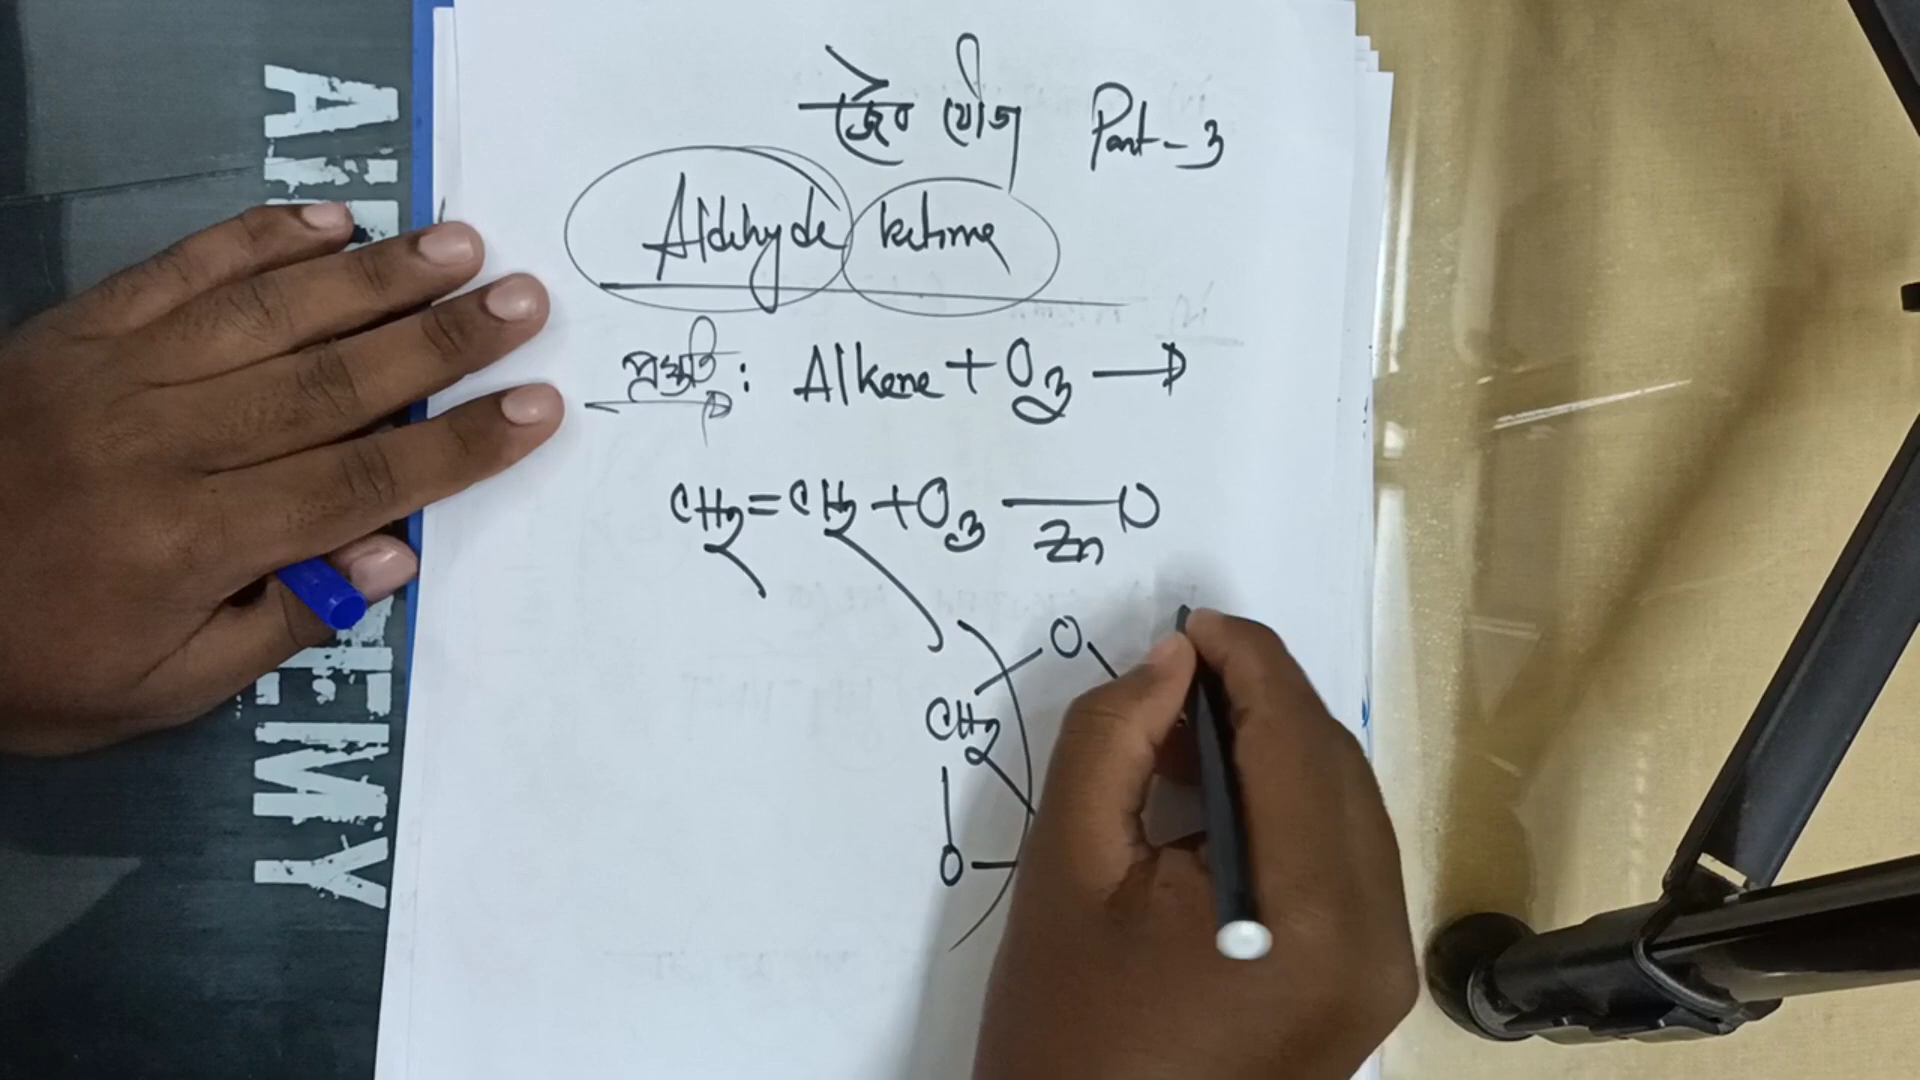 জৈব যৌগ Part-3
Aldehyde ketone
প্রস্তুতি: Alkene + O3 →
CH2=CH2 + O3 → Zn
O
CH2
O